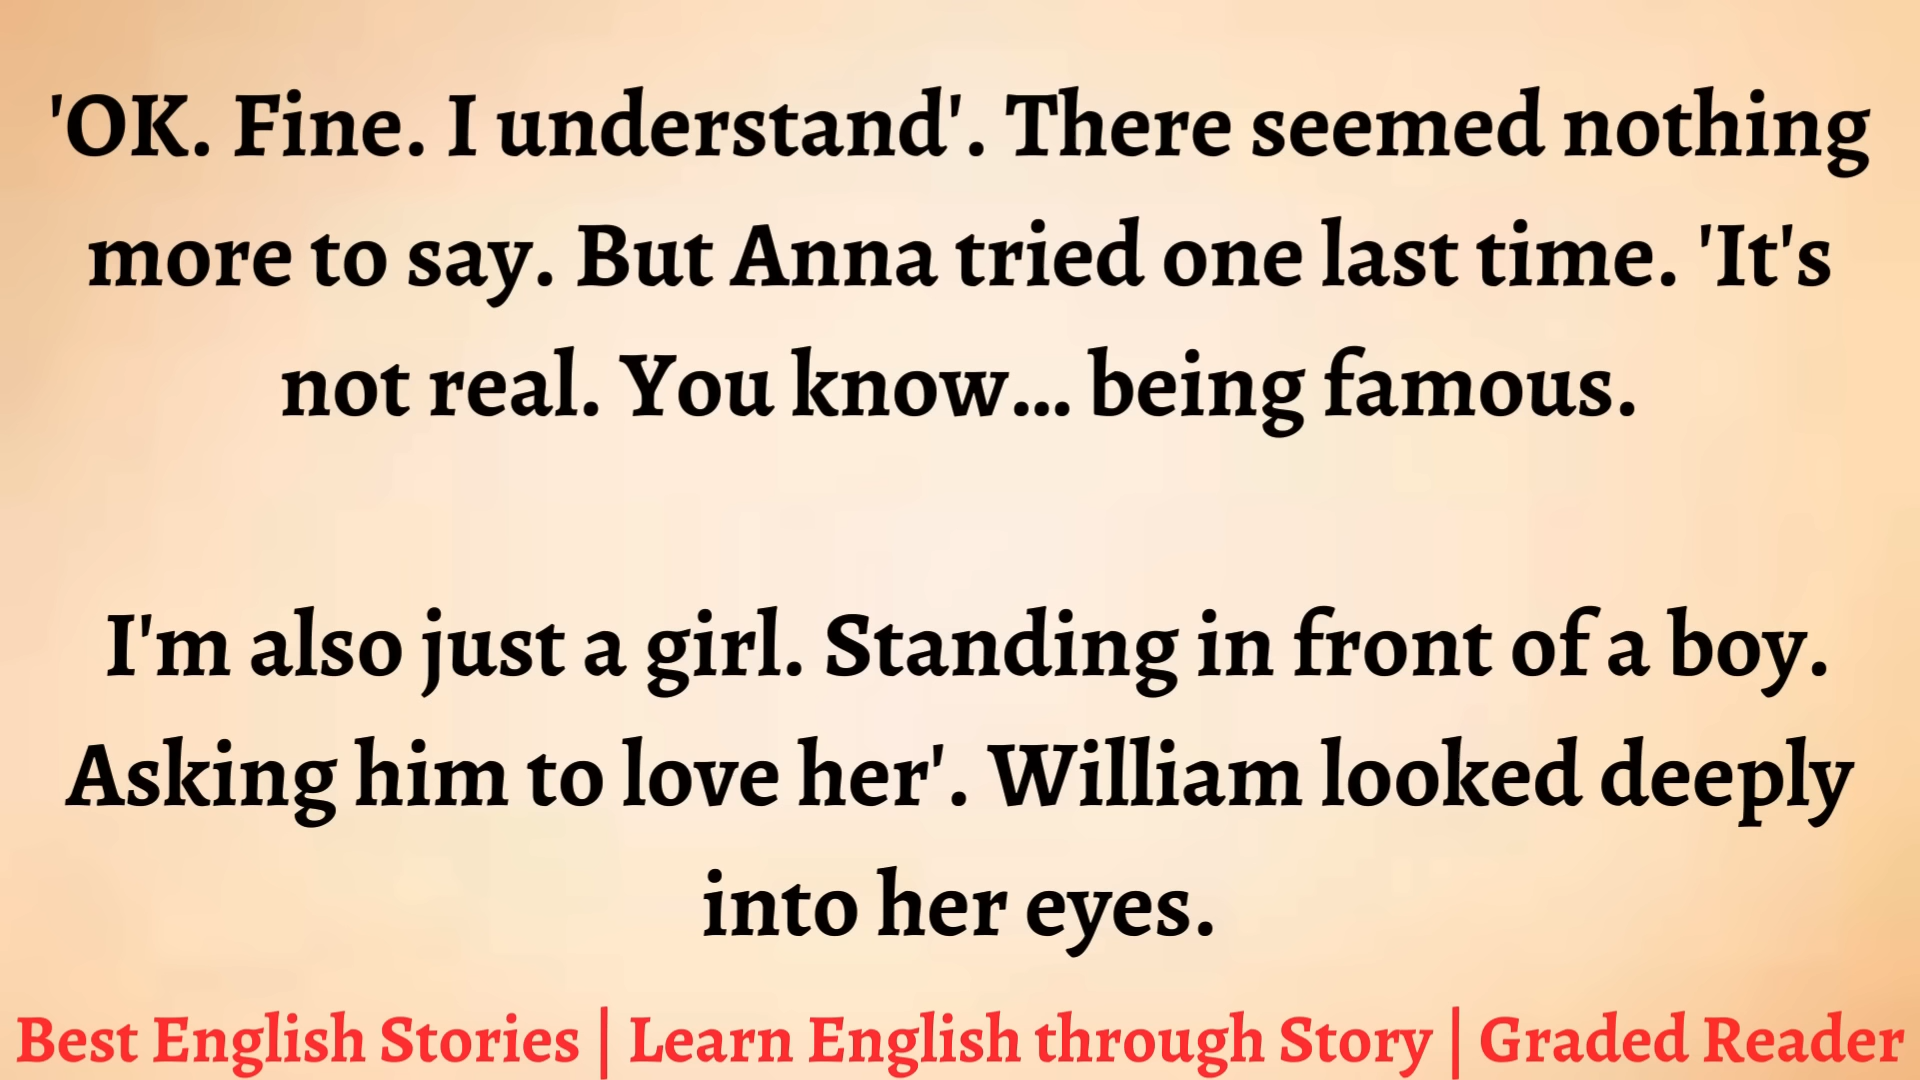 'OK. Fine. I understand'. There seemed nothing
more to say. But Anna tried one last time. 'It's
not real. You know... being famous.
I'm also just a girl. Standing in front of a boy.
Asking him to love her'. William looked deeply
into her eyes.
Best English Stories | Learn English through Story | Graded Reader